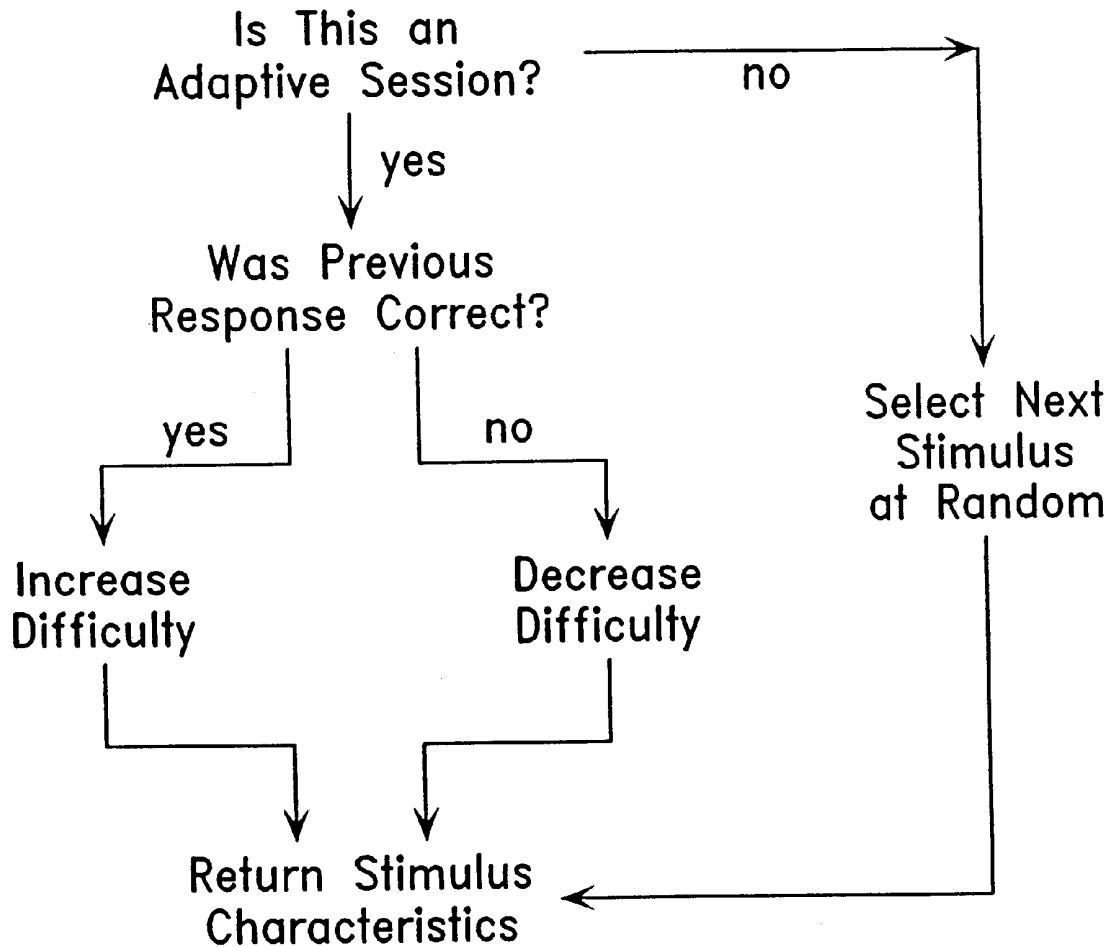 Is This an
Adaptive Session?
no
yes
Was Previous
Response Correct?
yes
no
Select Next
Stimulus
at Random
Increase
Difficulty
Decrease
Difficulty
Return Stimulus
Characteristics